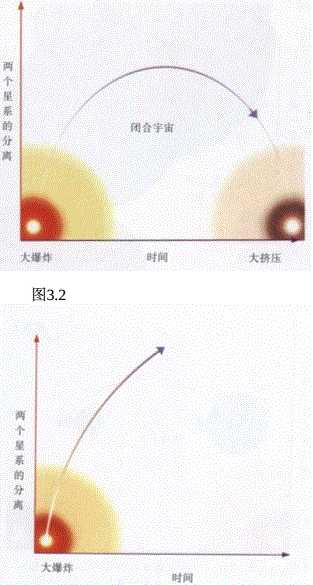 两个星系的分离
闭合宇宙
大爆炸
时间
大挤压
图3.2
两个星系的分离
大爆炸
时间